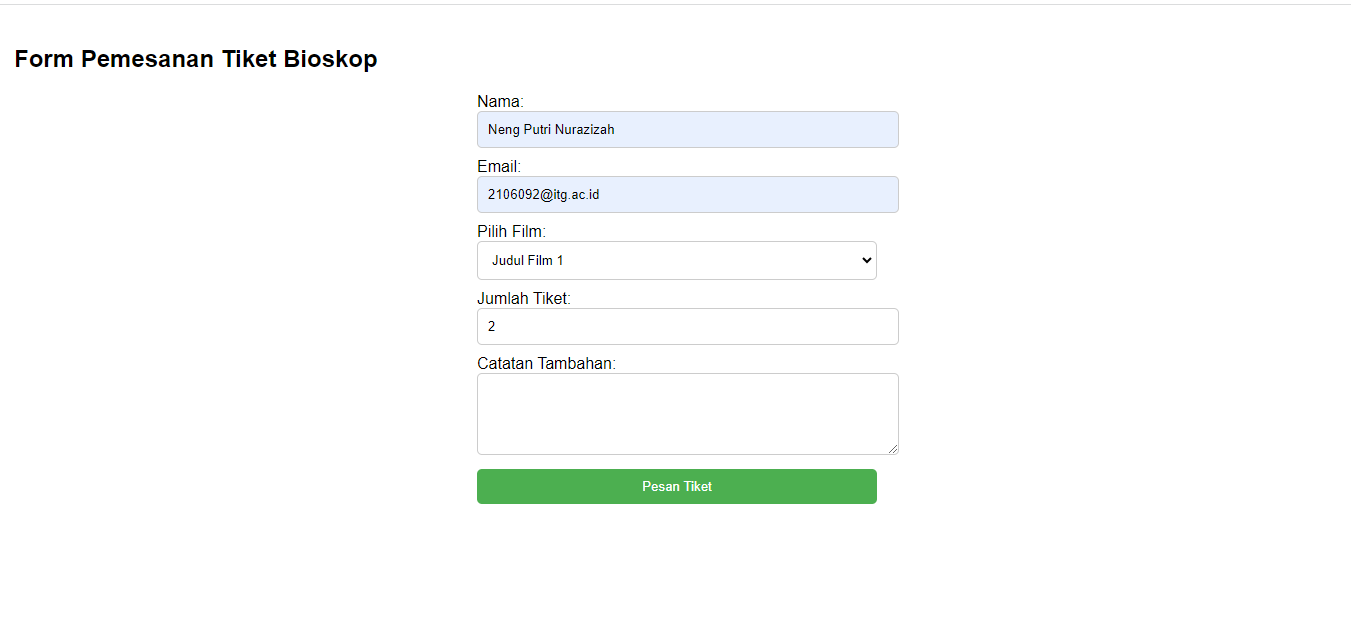 Form Pemesanan Tiket Bioskop
Nama:
Neng Putri Nurazizah
Email:
2106092@itg.ac.id
Pilih Film:
Judul Film 1
Jumlah Tiket:
2
Catatan Tambahan:
Pesan Tiket